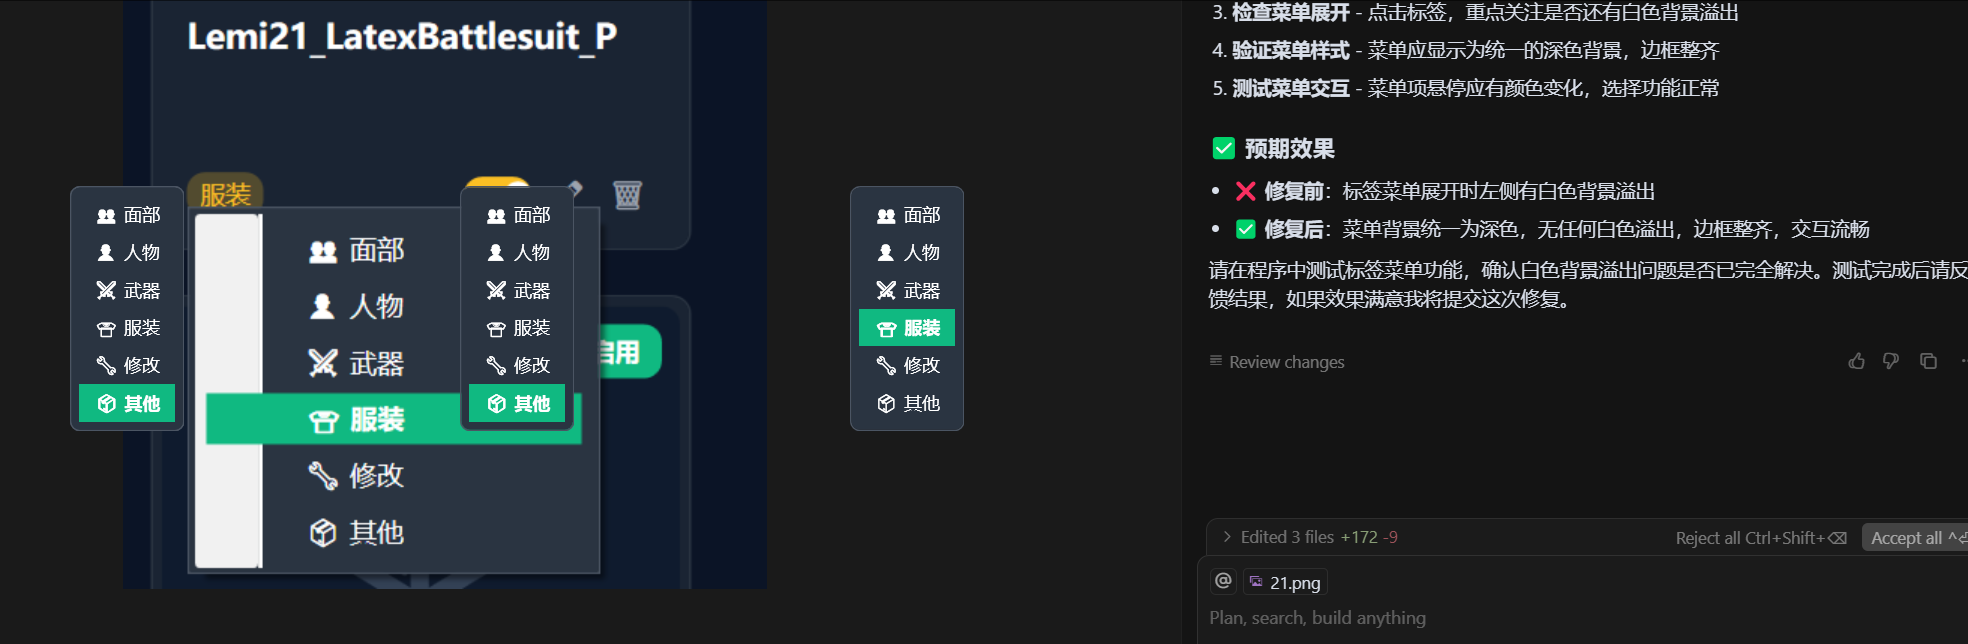 Lemi21_LatexBattlesuit_P
服装
面部
人物
武器
服装
修改
其他
面部
人物
武器
服装
修改
其他
启用
面部
人物
武器
服装
修改
其他
面部
人物
武器
服装
修改
其他
3. 检查菜单展开 - 点击标签，重点关注是否还有白色背景溢出
4. 验证菜单样式 - 菜单应显示为统一的深色背景，边框整齐
5. 测试菜单交互 - 菜单项悬停应有颜色变化，选择功能正常
✅ 预期效果
• ❌ 修复前：标签菜单展开时左侧有白色背景溢出
• ✅ 修复后：菜单背景统一为深色，无任何白色溢出，边框整齐，交互流畅
请在程序中测试标签菜单功能，确认白色背景溢出问题是否已完全解决。测试完成后请反
馈结果，如果效果满意我将提交这次修复。
Review changes
Edited 3 files +172 -9
Reject all Ctrl+Shift+⌫
Accept all ^⏎
@ 21.png
Plan, search, build anything